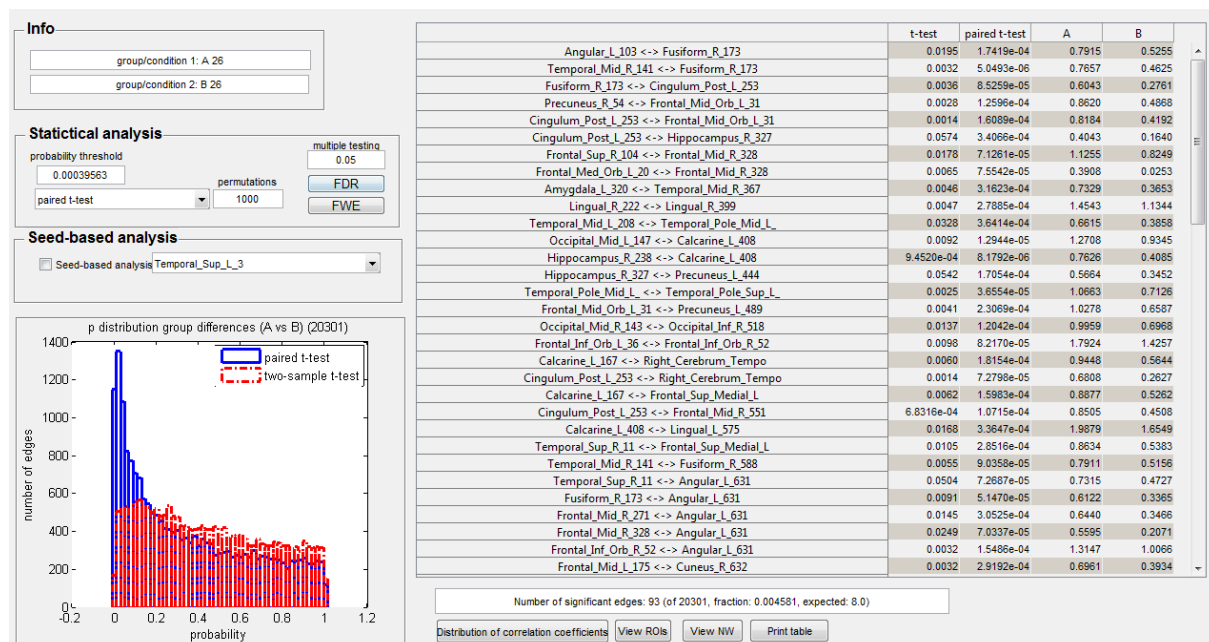 Info
group/condition 1: A 26
group/condition 2: B 26
Statictical analysis
probability threshold
0.00039563
paired t-test
permutations
1000
multiple testing
0.05
FDR
FWE
Seed-based analysis
Seed-based analysis Temporal_Sup_L_3
p distribution group differences (A vs B) (20301)
1400
1200
1000
800
600
400
200
0
-0.2 0 0.2 0.4 0.6 0.8 1 1.2
number of edges
probability
paired t-test
two-sample t-test
t-test paired t-test A B
Angular_L_103 <-> Fusiform_R_173 0.0195 1.7419e-04 0.7915 0.5255
Temporal_Mid_R_141 <-> Fusiform_R_173 0.0032 5.0493e-06 0.7657 0.4625
Fusiform_R_173 <-> Cingulum_Post_L_253 0.0036 8.5259e-05 0.6043 0.2761
Precuneus_R_54 <-> Frontal_Mid_Orb_L_31 0.0028 1.2596e-04 0.8620 0.4868
Cingulum_Post_L_253 <-> Frontal_Mid_Orb_L_31 0.0014 1.6089e-04 0.8184 0.4192
Cingulum_Post_L_253 <-> Hippocampus_R_327 0.0574 3.4066e-04 0.4043 0.1640
Frontal_Sup_R_104 <-> Frontal_Mid_R_328 0.0178 7.1261e-05 1.1255 0.8249
Frontal_Med_Orb_L_20 <-> Frontal_Mid_R_328 0.0065 7.5542e-05 0.3908 0.0253
Amygdala_L_320 <-> Temporal_Mid_R_367 0.0046 3.1623e-04 0.7329 0.3653
Lingual_R_222 <-> Lingual_R_399 0.0047 2.7885e-04 1.4543 1.1344
Temporal_Mid_L_208 <-> Temporal_Pole_Mid_L_ 0.0328 3.6414e-04 0.6615 0.3858
Occipital_Mid_L_147 <-> Calcarine_L_408 0.0092 1.2944e-05 1.2708 0.9345
Hippocampus_R_238 <-> Calcarine_L_408 9.4520e-04 8.1792e-06 0.7626 0.4085
Hippocampus_R_327 <-> Precuneus_L_444 0.0542 1.7054e-04 0.5664 0.3452
Temporal_Pole_Mid_L_ <-> Temporal_Pole_Sup_L_ 0.0025 3.6554e-05 1.0663 0.7126
Frontal_Mid_Orb_L_31 <-> Precuneus_L_489 0.0041 2.3069e-04 1.0278 0.6587
Occipital_Mid_R_143 <-> Occipital_Inf_R_518 0.0137 1.2042e-04 0.9959 0.6968
Frontal_Inf_Orb_L_36 <-> Frontal_Inf_Orb_R_52 0.0098 8.2170e-05 1.7924 1.4257
Calcarine_L_167 <-> Right_Cerebrum_Tempo 0.0060 1.8154e-04 0.9448 0.5644
Cingulum_Post_L_253 <-> Right_Cerebrum_Tempo 0.0014 7.2798e-05 0.6808 0.2627
Calcarine_L_167 <-> Frontal_Sup_Medial_L 0.0062 1.5983e-04 0.8877 0.5262
Cingulum_Post_L_253 <-> Frontal_Mid_R_551 6.8316e-04 1.0715e-04 0.8505 0.4508
Calcarine_L_408 <-> Lingual_L_575 0.0168 3.3647e-04 1.9879 1.6549
Temporal_Sup_R_11 <-> Frontal_Sup_Medial_L 0.0105 2.8516e-04 0.8634 0.5383
Temporal_Mid_R_141 <-> Fusiform_R_588 0.0055 9.0358e-05 0.7911 0.5156
Temporal_Sup_R_11 <-> Angular_L_631 0.0504 7.2687e-05 0.7315 0.4727
Fusiform_R_173 <-> Angular_L_631 0.0091 5.1470e-05 0.6122 0.3365
Frontal_Mid_R_271 <-> Angular_L_631 0.0145 3.0525e-04 0.6440 0.3466
Frontal_Mid_R_328 <-> Angular_L_631 0.0249 7.0337e-05 0.5595 0.2071
Frontal_Inf_Orb_R_52 <-> Angular_L_631 0.0032 1.5486e-04 1.3147 1.0066
Frontal_Mid_L_175 <-> Cuneus_R_632 0.0032 2.9192e-04 0.6961 0.3934
Number of significant edges: 93 (of 20301, fraction: 0.004581, expected: 8.0)
Distribution of correlation coefficients View ROIs View NW Print table